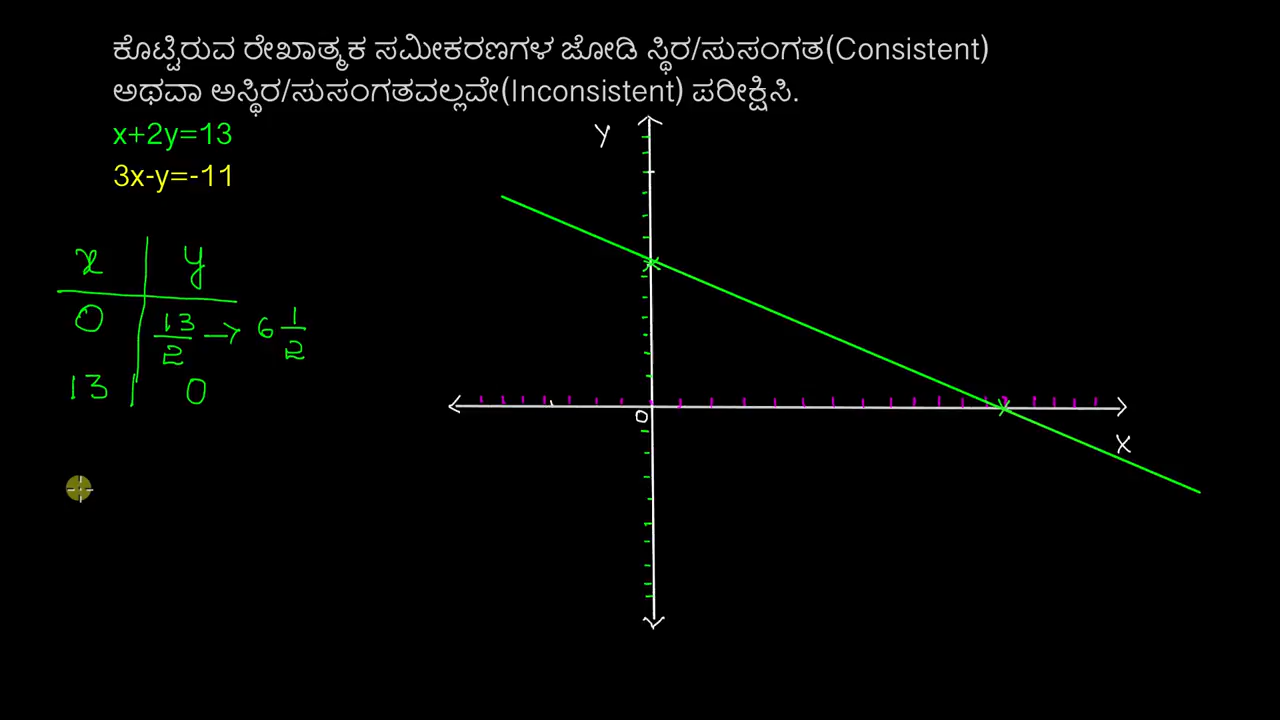 ಕೊಟ್ಟಿರುವ ರೇಖಾತ್ಮಕ ಸಮೀಕರಣಗಳ ಜೋಡಿ ಸ್ಥಿರ/ಸುಸಂಗತ(Consistent)
ಅಥವಾ ಅಸ್ಥಿರ/ಸುಸಂಗತವಲ್ಲವೇ(Inconsistent) ಪರೀಕ್ಷಿಸಿ.
x+2y=13
3x-y=-11
x y
0 13/2 → 6 1/2
13 0
Y
0
X